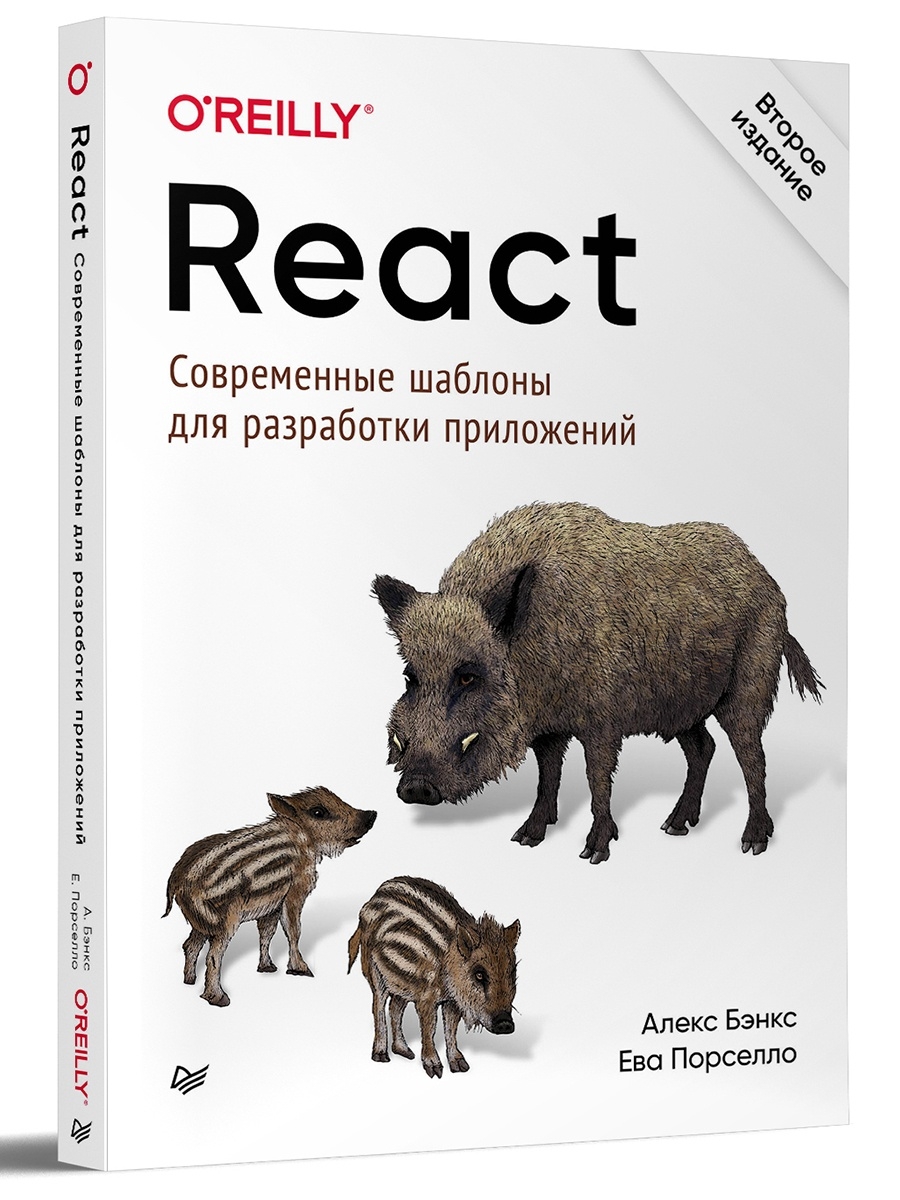 O'REILLY®
React
Современные шаблоны
для разработки приложений
Второе
издание
Алекс Бэнкс
Ева Порселло
React Современные шаблоны для разработки приложений
А. Бэнкс
Е. Порселло
O'REILLY®